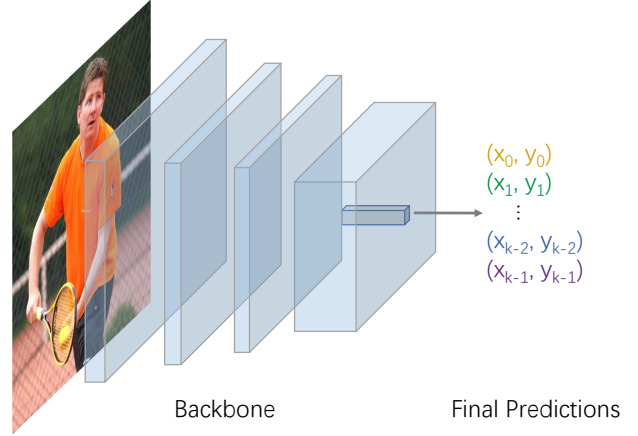 (x₀, y₀)
(x₁, y₁)
⋮
(xₖ₋₂, yₖ₋₂)
(xₖ₋₁, yₖ₋₁)
Backbone
Final Predictions